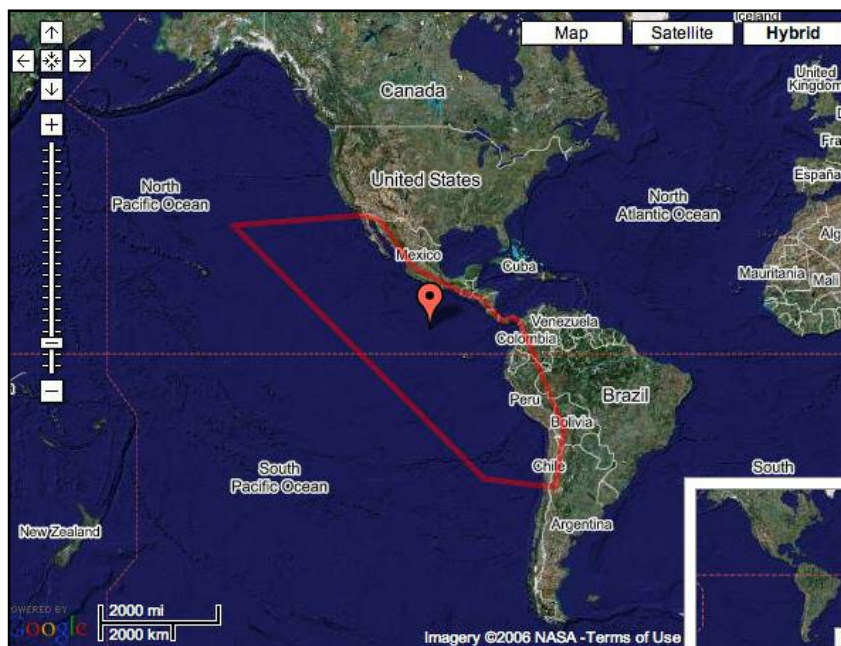 Iceland
Map
Satellite
Hybrid
Canada
United
Kingdom
Fra
España
United States
North
Pacific Ocean
North
Atlantic Ocean
Alg
Mexico
Cuba
Mauritania
Mali
Venezuela
Colombia
Peru
Brazil
Bolivia
South
Pacific Ocean
Chile
South
New Zealand
Argentina
POWERED BY
Google
2000 mi
2000 km
Imagery ©2006 NASA -Terms of Use